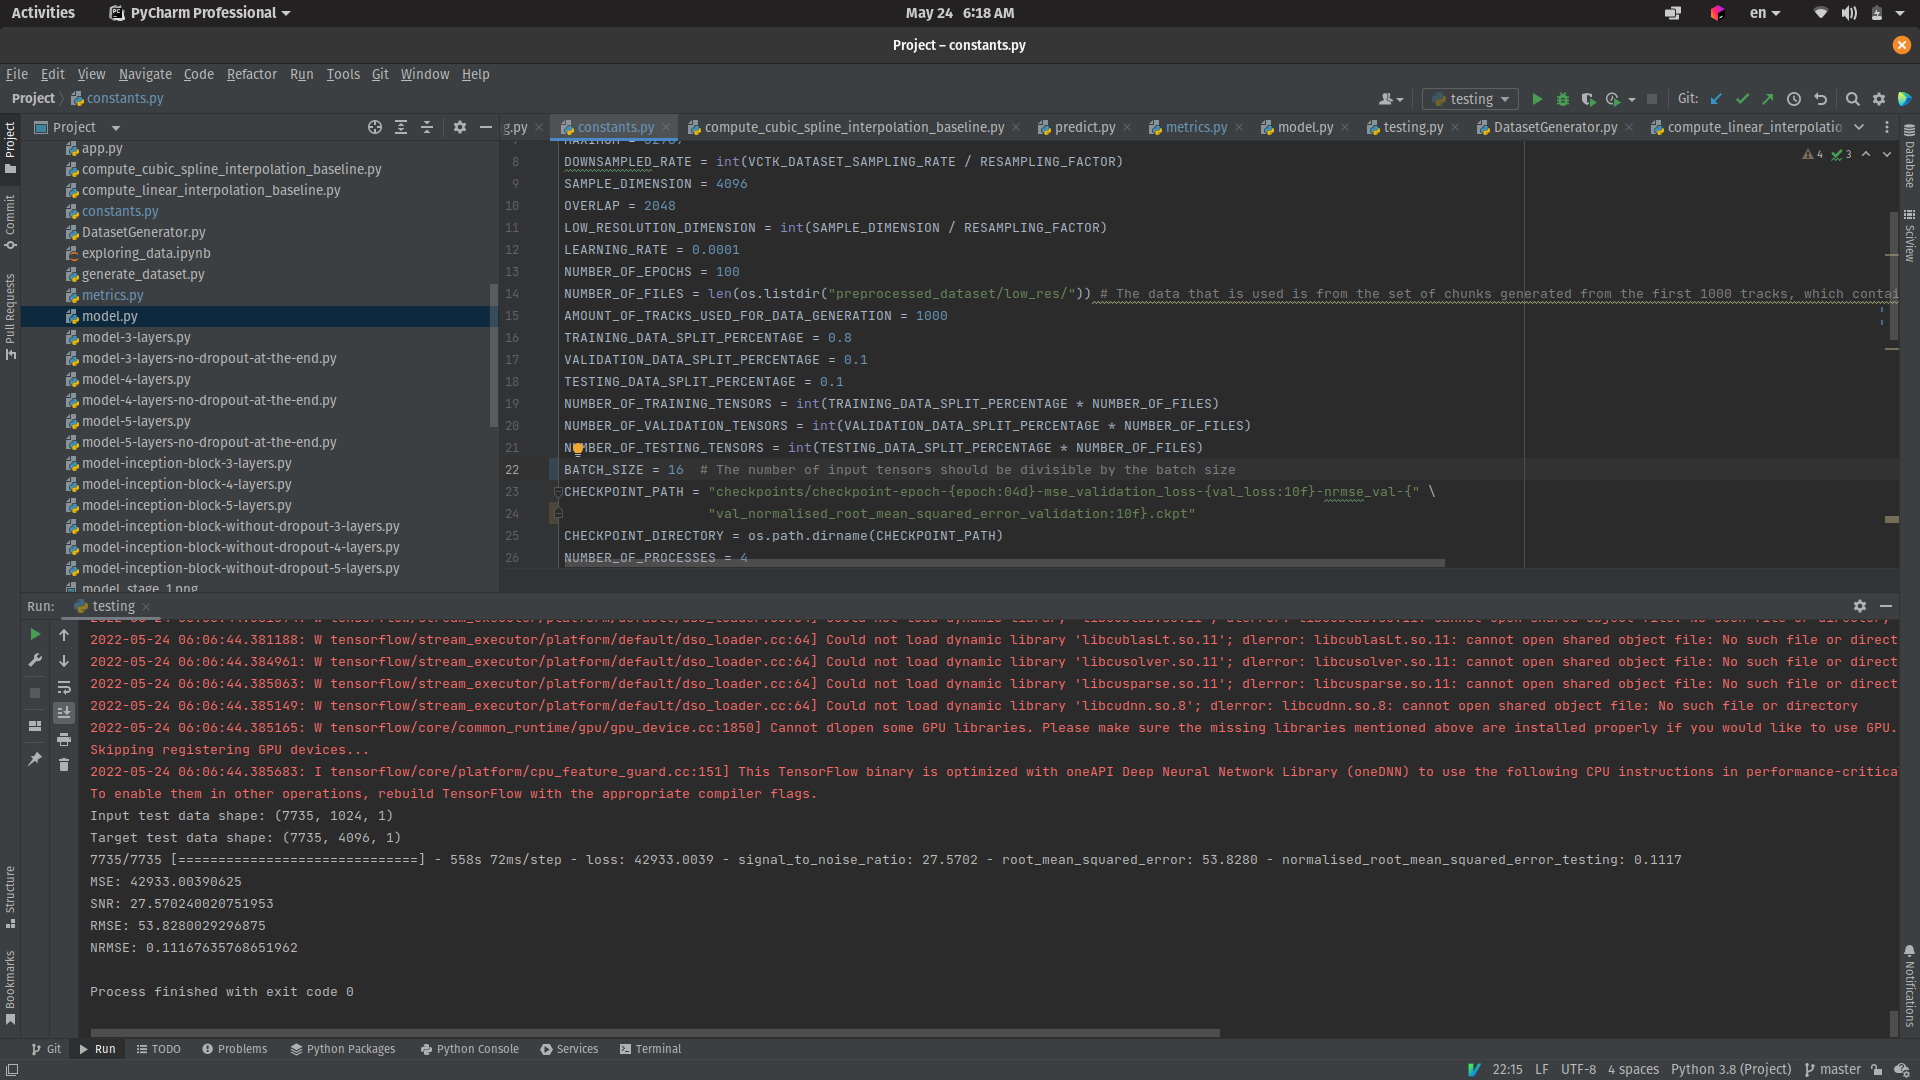 Activities
PyCharm Professional
May 24 6:18 AM
en
Project – constants.py
File Edit View Navigate Code Refactor Run Tools Git Window Help
Project constants.py
testing
Git:
Project
g.py
constants.py
compute_cubic_spline_interpolation_baseline.py
predict.py
metrics.py
model.py
testing.py
DatasetGenerator.py
compute_linear_interpolatio
Project
Commit
Pull Requests
Structure
Bookmarks
app.py
compute_cubic_spline_interpolation_baseline.py
compute_linear_interpolation_baseline.py
constants.py
DatasetGenerator.py
exploring_data.ipynb
generate_dataset.py
metrics.py
model.py
model-3-layers.py
model-3-layers-no-dropout-at-the-end.py
model-4-layers.py
model-4-layers-no-dropout-at-the-end.py
model-5-layers.py
model-5-layers-no-dropout-at-the-end.py
model-inception-block-3-layers.py
model-inception-block-4-layers.py
model-inception-block-5-layers.py
model-inception-block-without-dropout-3-layers.py
model-inception-block-without-dropout-4-layers.py
model-inception-block-without-dropout-5-layers.py
model_stage_1.png
4 3
8 DOWNSAMPLED_RATE = int(VCTK_DATASET_SAMPLING_RATE / RESAMPLING_FACTOR)
9 SAMPLE_DIMENSION = 4096
10 OVERLAP = 2048
11 LOW_RESOLUTION_DIMENSION = int(SAMPLE_DIMENSION / RESAMPLING_FACTOR)
12 LEARNING_RATE = 0.0001
13 NUMBER_OF_EPOCHS = 100
14 NUMBER_OF_FILES = len(os.listdir("preprocessed_dataset/low_res/")) # The data that is used is from the set of chunks generated from the first 1000 tracks, which contai
15 AMOUNT_OF_TRACKS_USED_FOR_DATA_GENERATION = 1000
16 TRAINING_DATA_SPLIT_PERCENTAGE = 0.8
17 VALIDATION_DATA_SPLIT_PERCENTAGE = 0.1
18 TESTING_DATA_SPLIT_PERCENTAGE = 0.1
19 NUMBER_OF_TRAINING_TENSORS = int(TRAINING_DATA_SPLIT_PERCENTAGE * NUMBER_OF_FILES)
20 NUMBER_OF_VALIDATION_TENSORS = int(VALIDATION_DATA_SPLIT_PERCENTAGE * NUMBER_OF_FILES)
21 NUMBER_OF_TESTING_TENSORS = int(TESTING_DATA_SPLIT_PERCENTAGE * NUMBER_OF_FILES)
22 BATCH_SIZE = 16  # The number of input tensors should be divisible by the batch size
23 CHECKPOINT_PATH = "checkpoints/checkpoint-epoch-{epoch:04d}-mse_validation_loss-{val_loss:10f}-nrmse_val-{" \
24 "val_normalised_root_mean_squared_error_validation:10f}.ckpt"
25 CHECKPOINT_DIRECTORY = os.path.dirname(CHECKPOINT_PATH)
26 NUMBER_OF_PROCESSES = 4
Database
SciView
Notifications
Run: testing
2022-05-24 06:06:44.381188: W tensorflow/stream_executor/platform/default/dso_loader.cc:64] Could not load dynamic library 'libcublasLt.so.11'; dlerror: libcublasLt.so.11: cannot open shared object file: No such file or direct
2022-05-24 06:06:44.384961: W tensorflow/stream_executor/platform/default/dso_loader.cc:64] Could not load dynamic library 'libcusolver.so.11'; dlerror: libcusolver.so.11: cannot open shared object file: No such file or direct
2022-05-24 06:06:44.385063: W tensorflow/stream_executor/platform/default/dso_loader.cc:64] Could not load dynamic library 'libcusparse.so.11'; dlerror: libcusparse.so.11: cannot open shared object file: No such file or direct
2022-05-24 06:06:44.385149: W tensorflow/stream_executor/platform/default/dso_loader.cc:64] Could not load dynamic library 'libcudnn.so.8'; dlerror: libcudnn.so.8: cannot open shared object file: No such file or directory
2022-05-24 06:06:44.385165: W tensorflow/core/common_runtime/gpu/gpu_device.cc:1850] Cannot dlopen some GPU libraries. Please make sure the missing libraries mentioned above are installed properly if you would like to use GPU.
Skipping registering GPU devices...
2022-05-24 06:06:44.385683: I tensorflow/core/platform/cpu_feature_guard.cc:151] This TensorFlow binary is optimized with oneAPI Deep Neural Network Library (oneDNN) to use the following CPU instructions in performance-critica
To enable them in other operations, rebuild TensorFlow with the appropriate compiler flags.
Input test data shape: (7735, 1024, 1)
Target test data shape: (7735, 4096, 1)
7735/7735 [==============================] - 558s 72ms/step - loss: 42933.0039 - signal_to_noise_ratio: 27.5702 - root_mean_squared_error: 53.8280 - normalised_root_mean_squared_error_testing: 0.1117
MSE: 42933.00390625
SNR: 27.570240020751953
RMSE: 53.8280029296875
NRMSE: 0.11167635768651962
Process finished with exit code 0
Git Run TODO Problems Python Packages Python Console Services Terminal
22:15 LF UTF-8 4 spaces Python 3.8 (Project) master